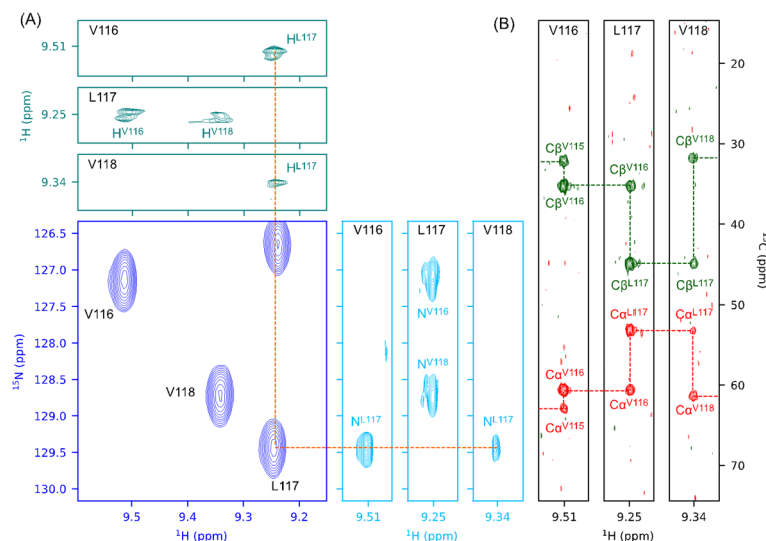 (A)
V116
H^L117
9.51
L117
9.25
H^V116
H^V118
V118
H^L117
9.34
¹H (ppm)
126.5
127.0
127.5
128.0
128.5
129.0
129.5
130.0
¹⁵N (ppm)
V116
V118
L117
9.5
9.4
9.3
9.2
¹H (ppm)
V116
L117
V118
N^V116
N^V118
N^L117
N^L117
9.51
9.25
9.34
¹H (ppm)
(B)
V116
L117
V118
Cβ^V115
Cβ^V116
Cβ^V118
Cβ^V116
Cβ^L117
Cβ^L117
Cα^L117
Cα^L117
Cα^V116
Cα^V115
Cα^V116
Cα^V118
20
30
40
50
60
70
¹³C (ppm)
9.51
9.25
9.34
¹H (ppm)